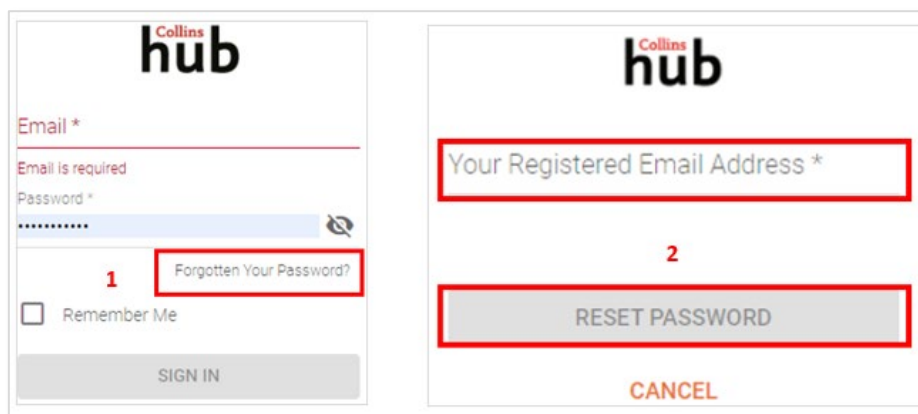 Collins
hub
Email *
Email is required
Password *
•••••••••••
Forgotten Your Password?
1
Remember Me
SIGN IN
Collins
hub
Your Registered Email Address *
2
RESET PASSWORD
CANCEL